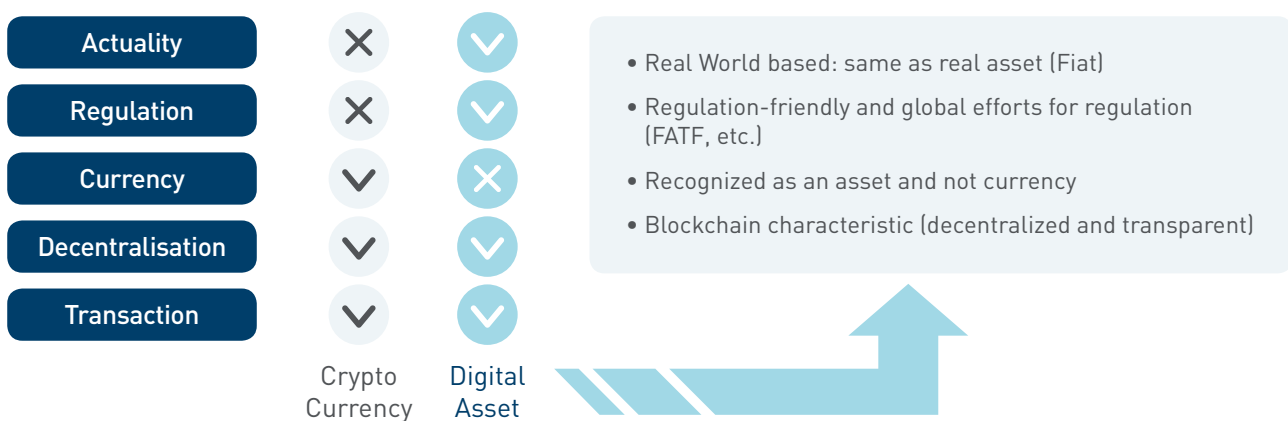 Actuality
Regulation
Currency
Decentralisation
Transaction
Crypto
Currency
Digital
Asset
• Real World based: same as real asset (Fiat)
• Regulation-friendly and global efforts for regulation
(FATF, etc.)
• Recognized as an asset and not currency
• Blockchain characteristic (decentralized and transparent)